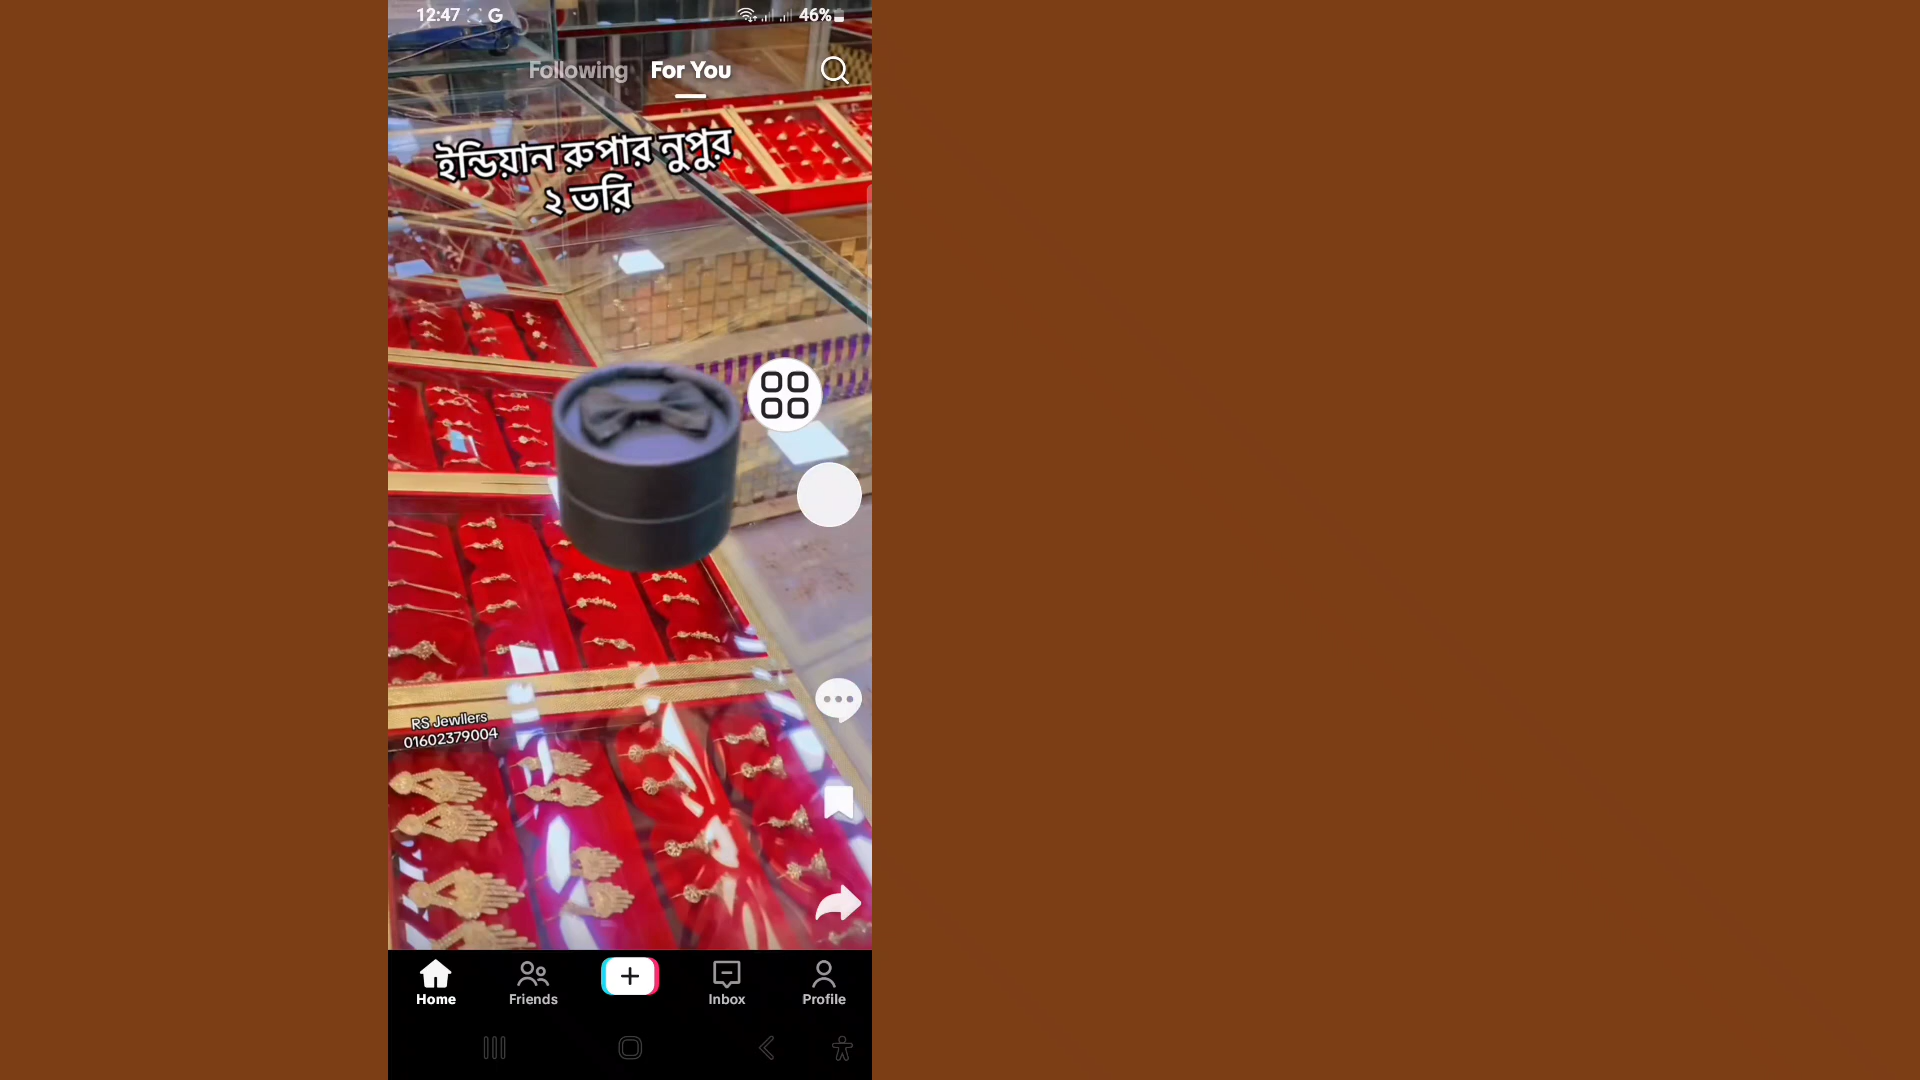 12:47 G 46%
Following For You
ইন্ডিয়ান রুপার নুপুর
২ ভরি
RS Jewllers
01602379004
Home Friends Inbox Profile